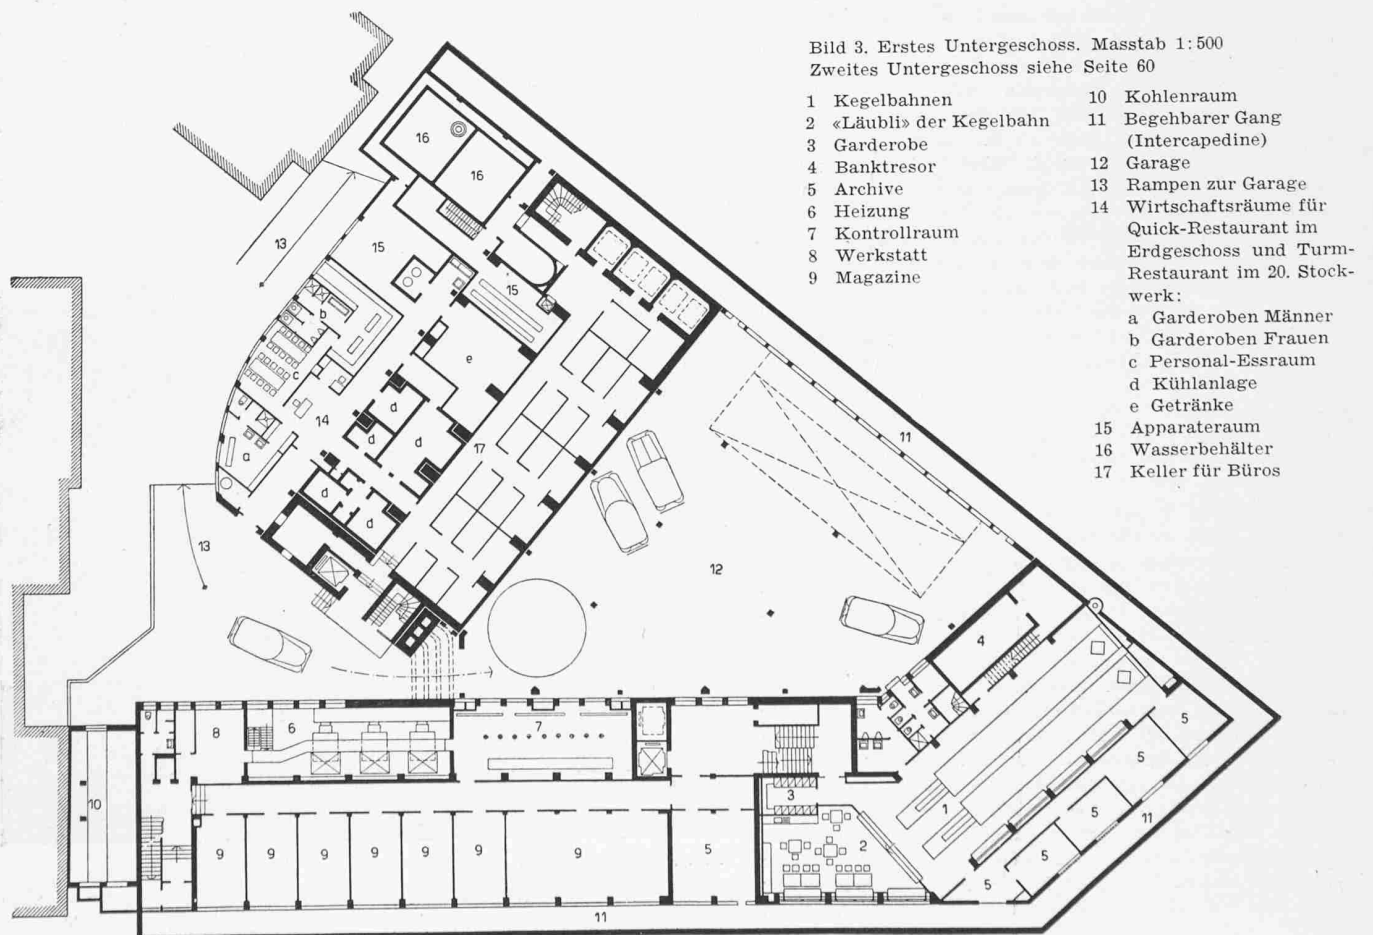 Bild 3. Erstes Untergeschoss. Masstab 1:500
Zweites Untergeschoss siehe Seite 60
1 Kegelbahnen
2 «Läubli» der Kegelbahn
3 Garderobe
4 Banktresor
5 Archive
6 Heizung
7 Kontrollraum
8 Werkstatt
9 Magazine
10 Kohlenraum
11 Begehbarer Gang
(Intercapedine)
12 Garage
13 Rampen zur Garage
14 Wirtschaftsräume für
Quick-Restaurant im
Erdgeschoss und Turm-
Restaurant im 20. Stock-
werk:
a Garderoben Männer
b Garderoben Frauen
c Personal-Essraum
d Kühlanlage
e Getränke
15 Apparateraum
16 Wasserbehälter
17 Keller für Büros
16
16
13
15
15
b
e
c
d
14
d
d
17
a
d
d
11
13
12
4
5
8
6
7
5
10
3
1
5
11
9
9
9
9
9
9
9
5
2
5
5
11